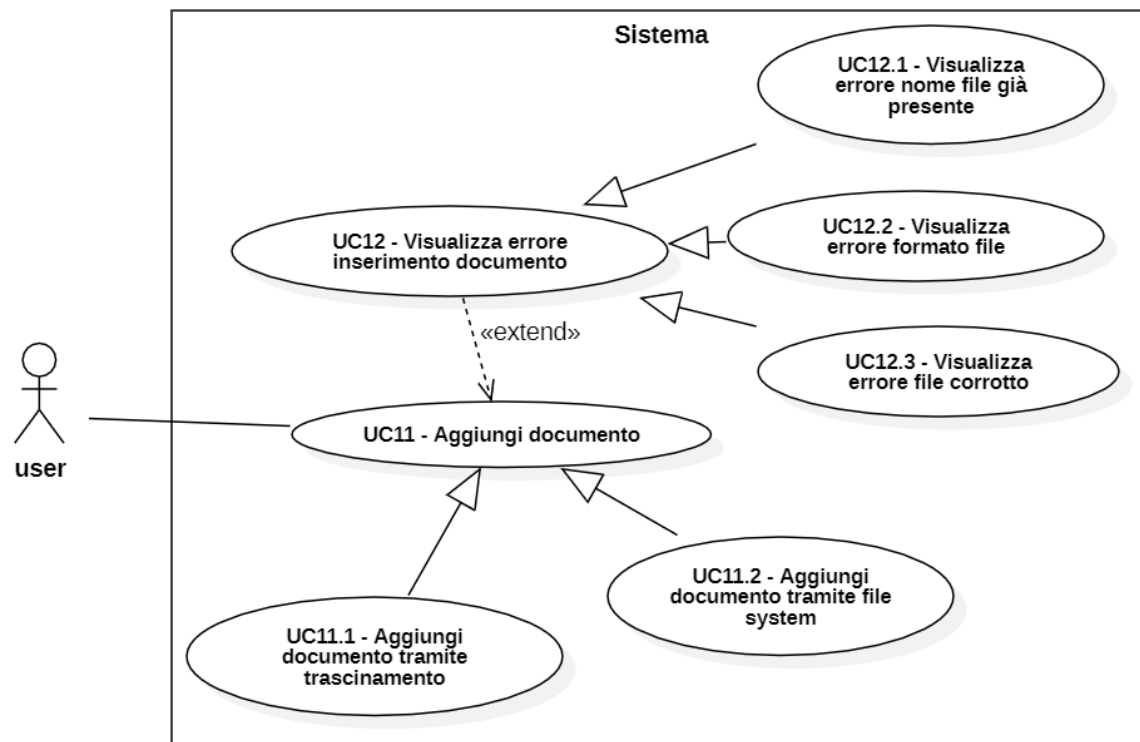 Sistema
UC12.1 - Visualizza
errore nome file già
presente
UC12 - Visualizza errore
inserimento documento
UC12.2 - Visualizza
errore formato file
«extend»
UC12.3 - Visualizza
errore file corrotto
user
UC11 - Aggiungi documento
UC11.1 - Aggiungi
documento tramite
trascinamento
UC11.2 - Aggiungi
documento tramite file
system